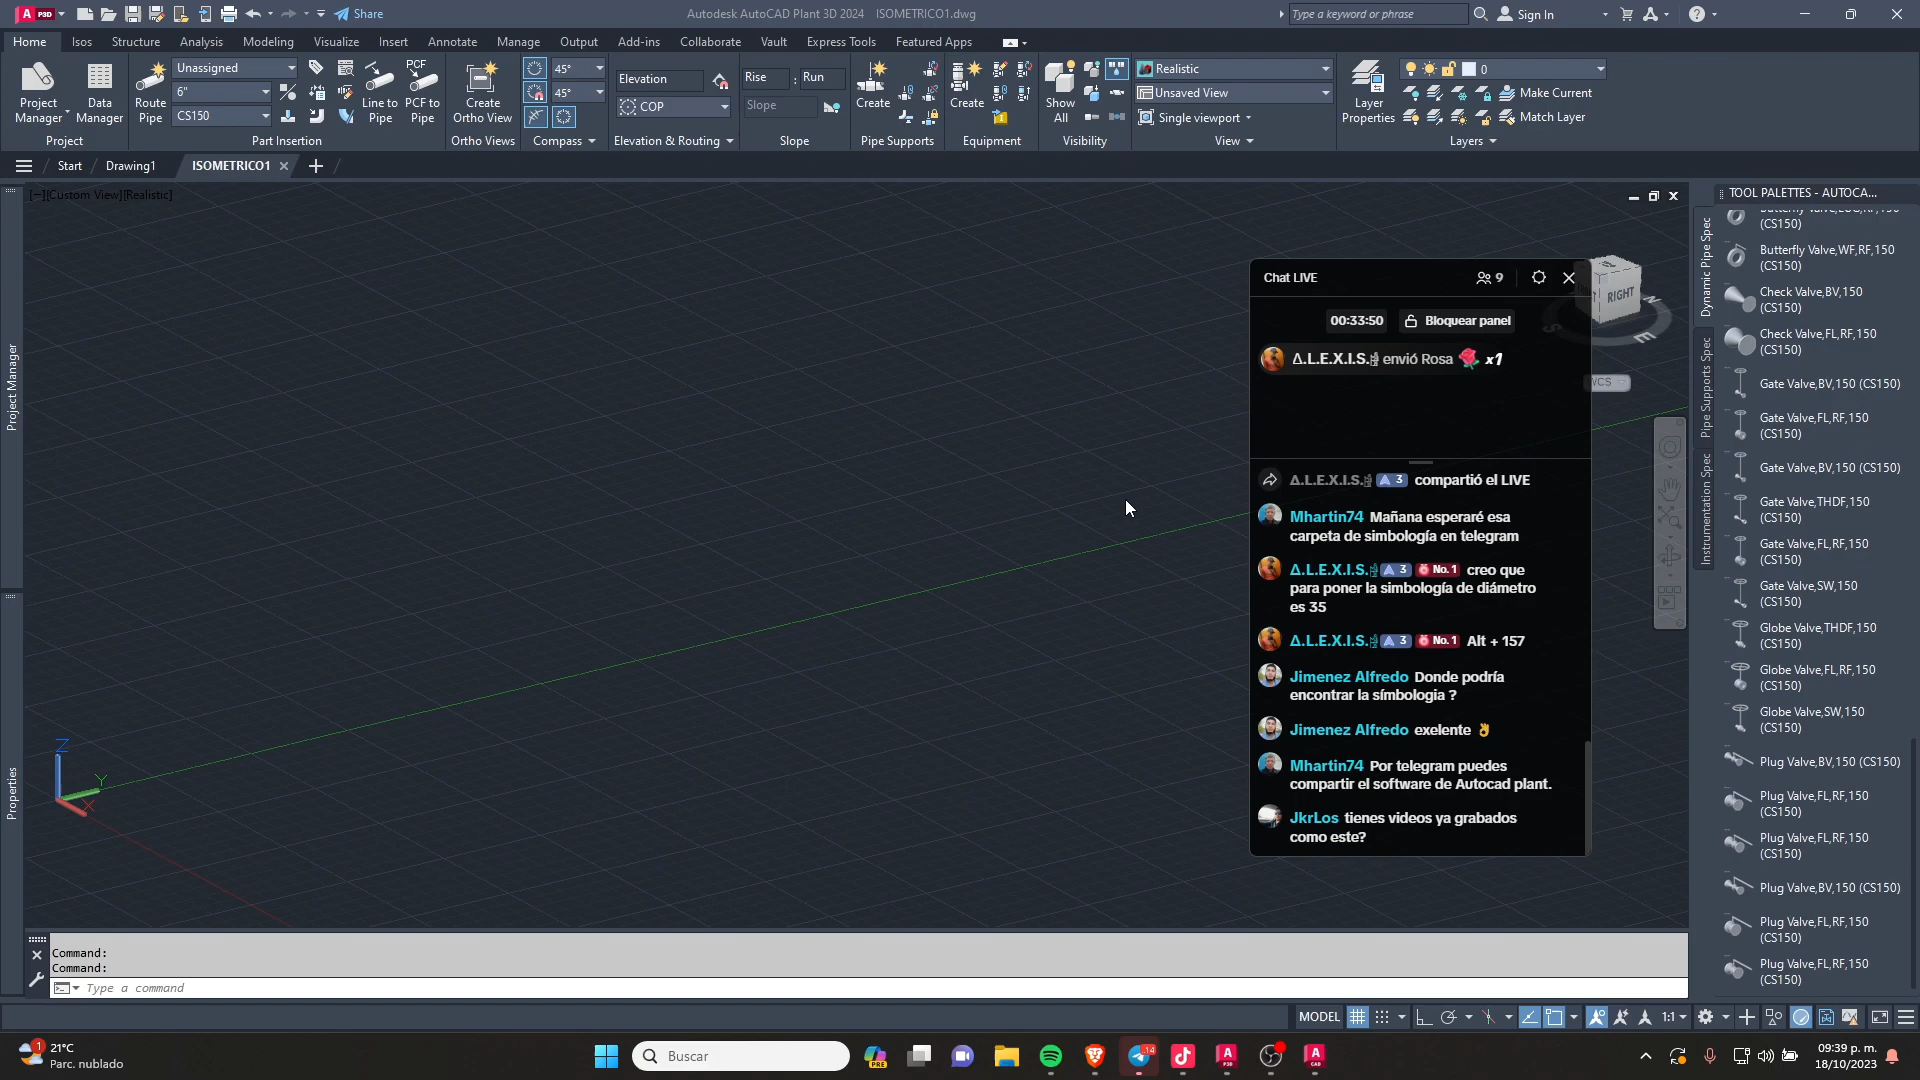 P3D
Share
Autodesk AutoCAD Plant 3D 2024 ISOMETRICO1.dwg
Type a keyword or phrase
Sign In
Home Isos Structure Analysis Modeling Visualize Insert Annotate Manage Output Add-ins Collaborate Vault Express Tools Featured Apps
Project Manager
Data Manager
Project
Route Pipe
Unassigned
6"
CS150
Line to Pipe
PCF
PCF to Pipe
Part Insertion
Create Ortho View
Ortho Views
45°
45°
Compass
Elevation
COP
Elevation & Routing
Rise : Run
Slope
Slope
Create
Pipe Supports
Create
Equipment
Show All
Visibility
Realistic
Unsaved View
Single viewport
View
Layer Properties
0
Make Current
Match Layer
Layers
Start Drawing1 ISOMETRICO1
[−][Custom View][Realistic]
Project Manager
Properties
Z
Y
X
RIGHT
S
E
N
WCS
Chat LIVE 9
00:33:50 Bloquear panel
Δ.L.E.X.I.S. envió Rosa x1
Δ.L.E.X.I.S. 3 compartió el LIVE
Mhartin74 Mañana esperaré esa
carpeta de simbología en telegram
Δ.L.E.X.I.S. 3 No. 1 creo que
para poner la simbología de diámetro
es 35
Δ.L.E.X.I.S. 3 No. 1 Alt + 157
Jimenez Alfredo Donde podría
encontrar la símbologia ?
Jimenez Alfredo exelente 👌
Mhartin74 Por telegram puedes
compartir el software de Autocad plant.
JkrLos tienes videos ya grabados
como este?
TOOL PALETTES - AUTOCA...
Dynamic Pipe Spec
Pipe Supports Spec
Instrumentation Spec
(CS150)
Butterfly Valve,WF,RF,150
(CS150)
Check Valve,BV,150
(CS150)
Check Valve,FL,RF,150
(CS150)
Gate Valve,BV,150 (CS150)
Gate Valve,FL,RF,150
(CS150)
Gate Valve,BV,150 (CS150)
Gate Valve,THDF,150
(CS150)
Gate Valve,FL,RF,150
(CS150)
Gate Valve,SW,150
(CS150)
Globe Valve,THDF,150
(CS150)
Globe Valve,FL,RF,150
(CS150)
Globe Valve,SW,150
(CS150)
Plug Valve,BV,150 (CS150)
Plug Valve,FL,RF,150
(CS150)
Plug Valve,FL,RF,150
(CS150)
Plug Valve,BV,150 (CS150)
Plug Valve,FL,RF,150
(CS150)
Plug Valve,FL,RF,150
(CS150)
Command:
Command:
Type a command
MODEL 1:1
1
21°C
Parc. nublado
Buscar
PRE
14
09:39 p. m.
18/10/2023